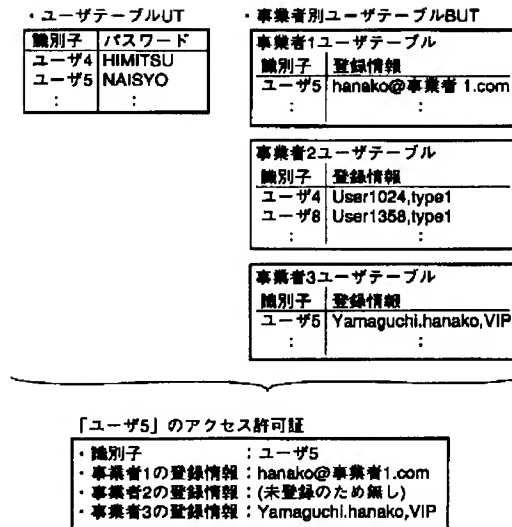 ・ユーザテーブルUT
識別子 パスワード
ユーザ4 HIMITSU
ユーザ5 NAISYO
: :
・事業者別ユーザテーブルBUT
事業者1ユーザテーブル
識別子 登録情報
ユーザ5 hanako@事業者1.com
: :
事業者2ユーザテーブル
識別子 登録情報
ユーザ4 User1024,type1
ユーザ8 User1358,type1
: :
事業者3ユーザテーブル
識別子 登録情報
ユーザ5 Yamaguchi.hanako,VIP
: :
「ユーザ5」のアクセス許可証
・識別子 :ユーザ5
・事業者1の登録情報:hanako@事業者1.com
・事業者2の登録情報:(未登録のため無し)
・事業者3の登録情報:Yamaguchi.hanako,VIP